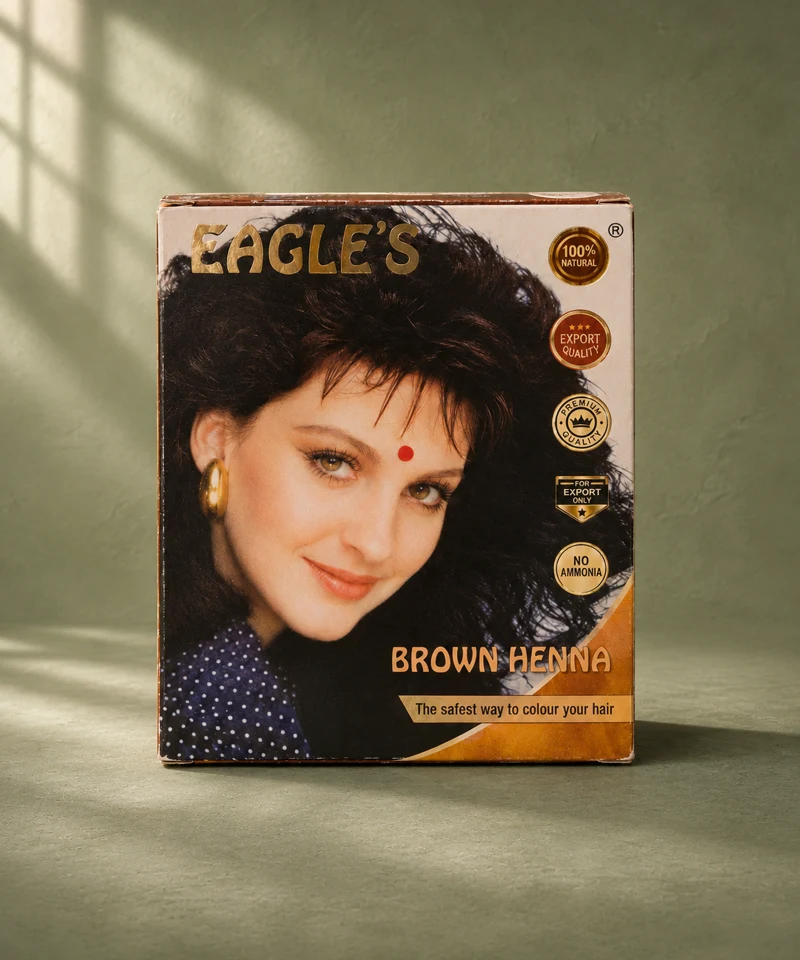 EAGLE'S
®
100%
NATURAL
EXPORT
QUALITY
PREMIUM
QUALITY
FOR
EXPORT
ONLY
NO
AMMONIA
BROWN HENNA
The safest way to colour your hair